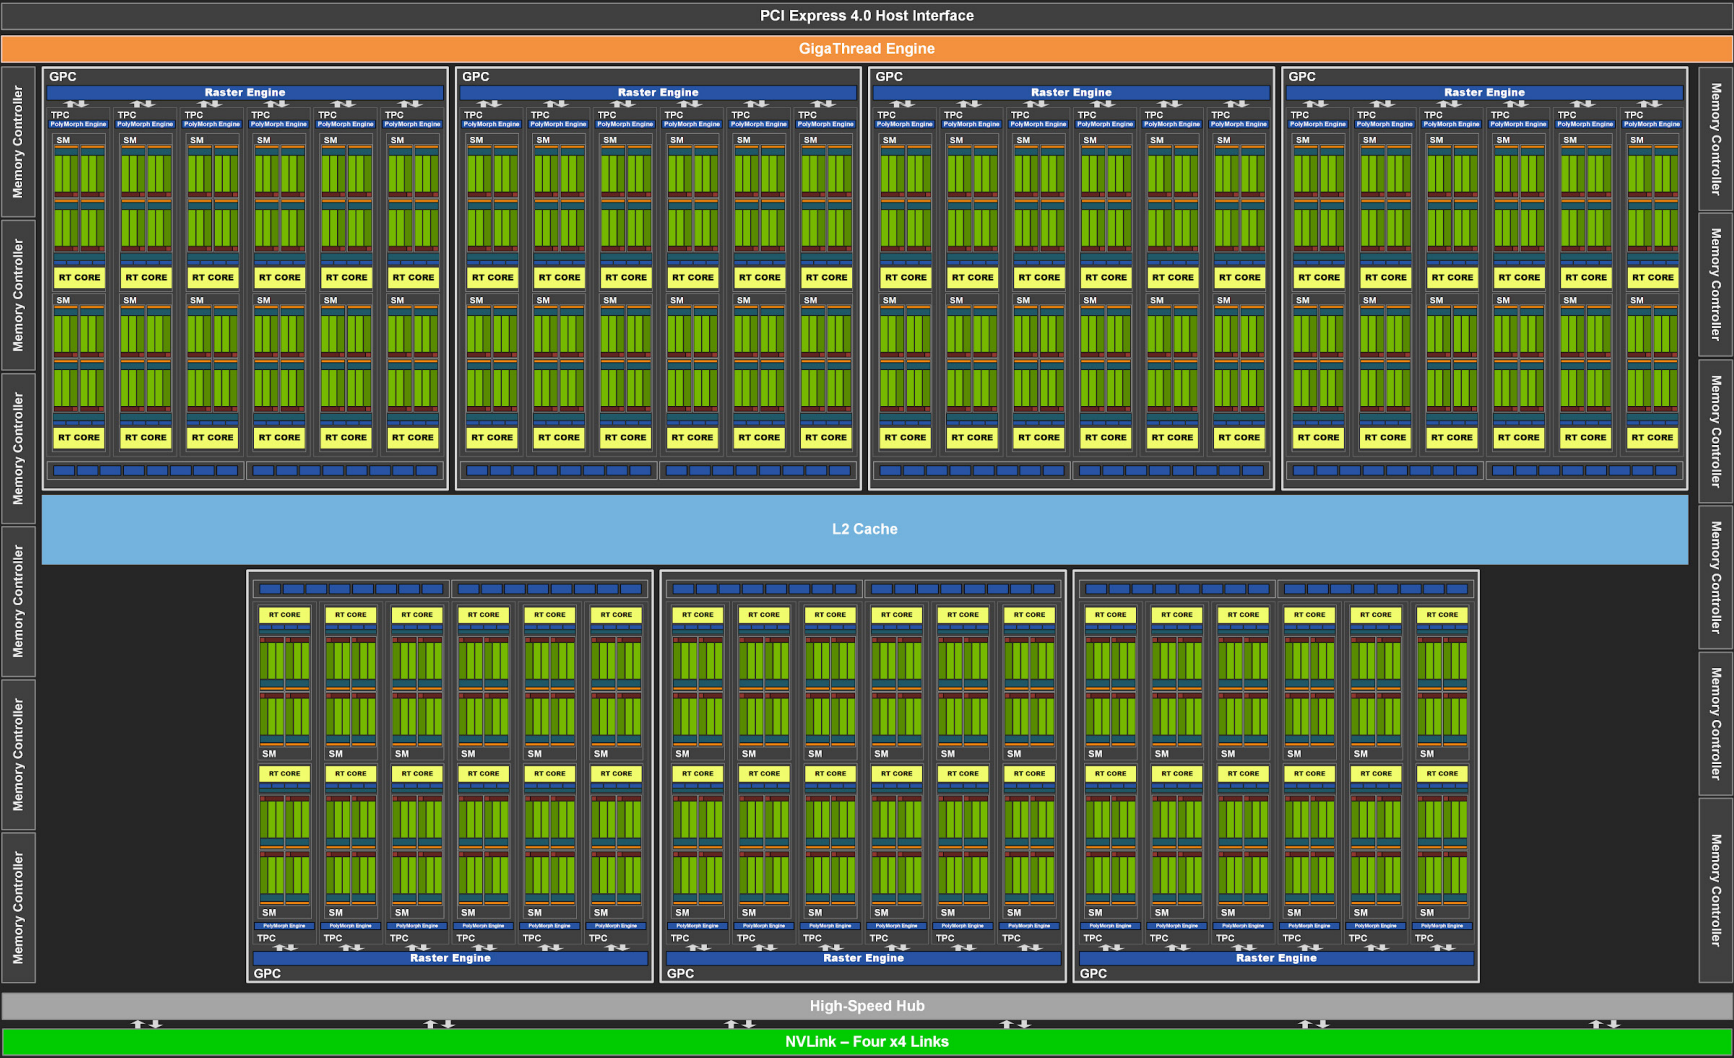 PCI Express 4.0 Host Interface
GigaThread Engine
Memory Controller
Memory Controller
Memory Controller
Memory Controller
Memory Controller
Memory Controller
GPC GPC GPC GPC
Raster Engine Raster Engine Raster Engine Raster Engine
TPC TPC TPC TPC TPC TPC TPC TPC TPC TPC TPC TPC TPC TPC TPC TPC TPC TPC TPC TPC TPC TPC TPC TPC
PolyMorph Engine PolyMorph Engine PolyMorph Engine PolyMorph Engine PolyMorph Engine PolyMorph Engine PolyMorph Engine PolyMorph Engine PolyMorph Engine PolyMorph Engine PolyMorph Engine PolyMorph Engine PolyMorph Engine PolyMorph Engine PolyMorph Engine PolyMorph Engine PolyMorph Engine PolyMorph Engine PolyMorph Engine PolyMorph Engine PolyMorph Engine PolyMorph Engine PolyMorph Engine PolyMorph Engine
SM SM SM SM SM SM SM SM SM SM SM SM SM SM SM SM SM SM SM SM SM SM SM SM
RT CORE RT CORE RT CORE RT CORE RT CORE RT CORE RT CORE RT CORE RT CORE RT CORE RT CORE RT CORE RT CORE RT CORE RT CORE RT CORE RT CORE RT CORE RT CORE RT CORE RT CORE RT CORE RT CORE RT CORE
SM SM SM SM SM SM SM SM SM SM SM SM SM SM SM SM SM SM SM SM SM SM SM SM
RT CORE RT CORE RT CORE RT CORE RT CORE RT CORE RT CORE RT CORE RT CORE RT CORE RT CORE RT CORE RT CORE RT CORE RT CORE RT CORE RT CORE RT CORE RT CORE RT CORE RT CORE RT CORE RT CORE RT CORE
L2 Cache
RT CORE RT CORE RT CORE RT CORE RT CORE RT CORE RT CORE RT CORE RT CORE RT CORE RT CORE RT CORE RT CORE RT CORE RT CORE RT CORE RT CORE RT CORE
SM SM SM SM SM SM SM SM SM SM SM SM SM SM SM SM SM SM
RT CORE RT CORE RT CORE RT CORE RT CORE RT CORE RT CORE RT CORE RT CORE RT CORE RT CORE RT CORE RT CORE RT CORE RT CORE RT CORE RT CORE RT CORE
SM SM SM SM SM SM SM SM SM SM SM SM SM SM SM SM SM SM
PolyMorph Engine PolyMorph Engine PolyMorph Engine PolyMorph Engine PolyMorph Engine PolyMorph Engine PolyMorph Engine PolyMorph Engine PolyMorph Engine PolyMorph Engine PolyMorph Engine PolyMorph Engine PolyMorph Engine PolyMorph Engine PolyMorph Engine PolyMorph Engine PolyMorph Engine PolyMorph Engine
TPC TPC TPC TPC TPC TPC TPC TPC TPC TPC TPC TPC TPC TPC TPC TPC TPC TPC
Raster Engine Raster Engine Raster Engine
GPC GPC GPC
Memory Controller
Memory Controller
Memory Controller
Memory Controller
Memory Controller
Memory Controller
High-Speed Hub
NVLink – Four x4 Links